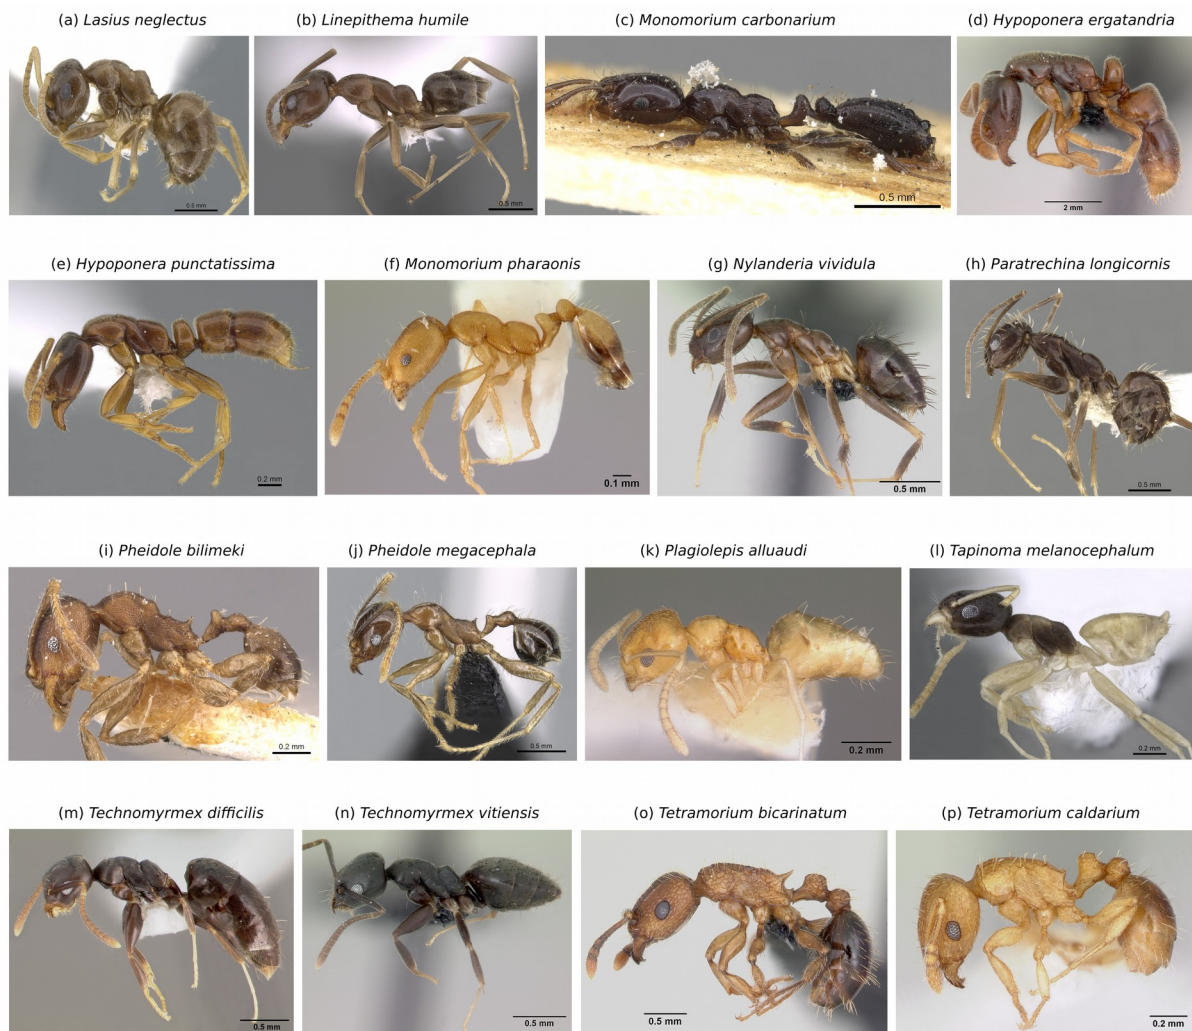 (a) Lasius neglectus
(b) Linepithema humile
(c) Monomorium carbonarium
(d) Hypoponera ergatandria
0.5 mm
0.5 mm
0.5 mm
2 mm
(e) Hypoponera punctatissima
(f) Monomorium pharaonis
(g) Nylanderia vividula
(h) Paratrechina longicornis
0.2 mm
0.1 mm
0.5 mm
0.5 mm
(i) Pheidole bilimeki
(j) Pheidole megacephala
(k) Plagiolepis alluaudi
(l) Tapinoma melanocephalum
0.2 mm
0.5 mm
0.2 mm
0.2 mm
(m) Technomyrmex difficilis
(n) Technomyrmex vitiensis
(o) Tetramorium bicarinatum
(p) Tetramorium caldarium
0.5 mm
0.5 mm
0.5 mm
0.2 mm